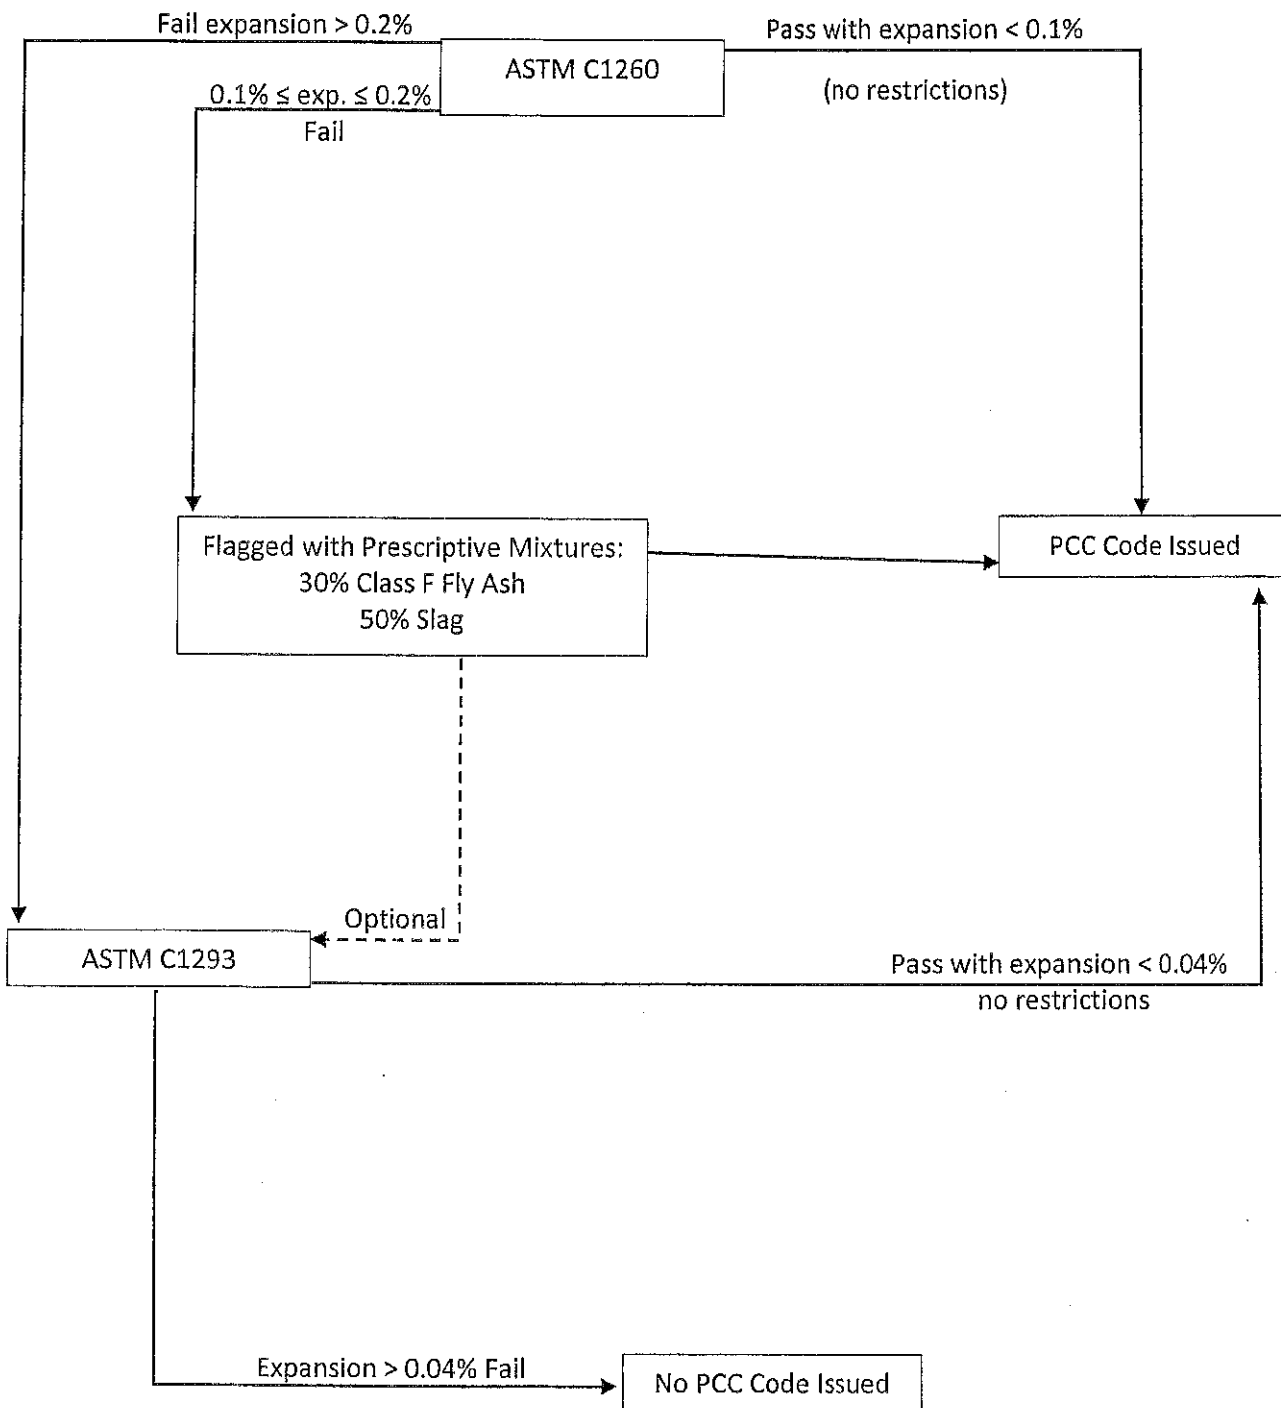 Fail expansion > 0.2%
Pass with expansion < 0.1%
ASTM C1260
0.1% ≤ exp. ≤ 0.2%
(no restrictions)
Fail
Flagged with Prescriptive Mixtures:
30% Class F Fly Ash
50% Slag
PCC Code Issued
Optional
ASTM C1293
Pass with expansion < 0.04%
no restrictions
Expansion > 0.04% Fail
No PCC Code Issued